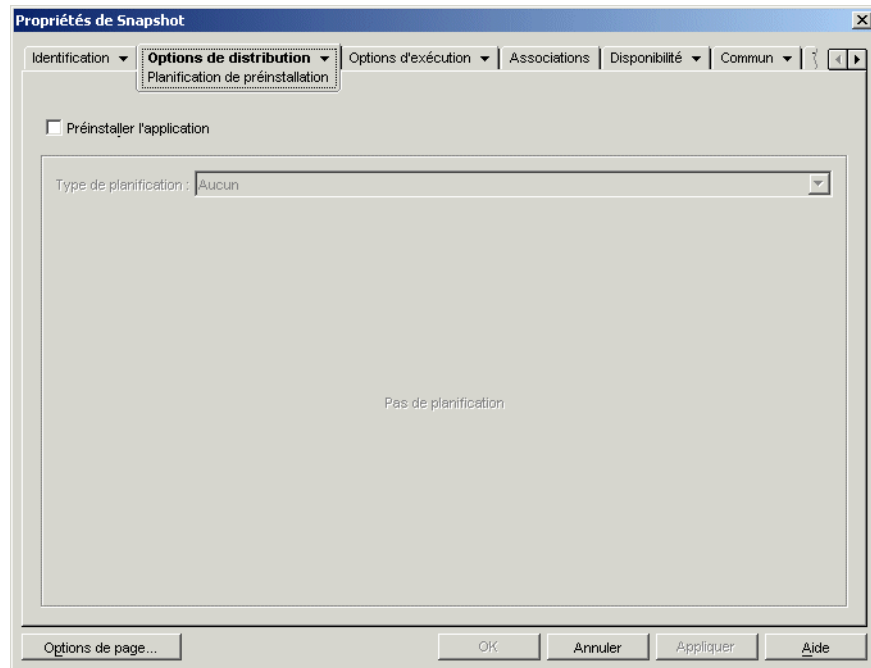 Propriétés de Snapshot
Identification Options de distribution Options d'exécution Associations Disponibilité Commun
Planification de préinstallation
Préinstaller l'application
Type de planification : Aucun
Pas de planification
Options de page... OK Annuler Appliquer Aide